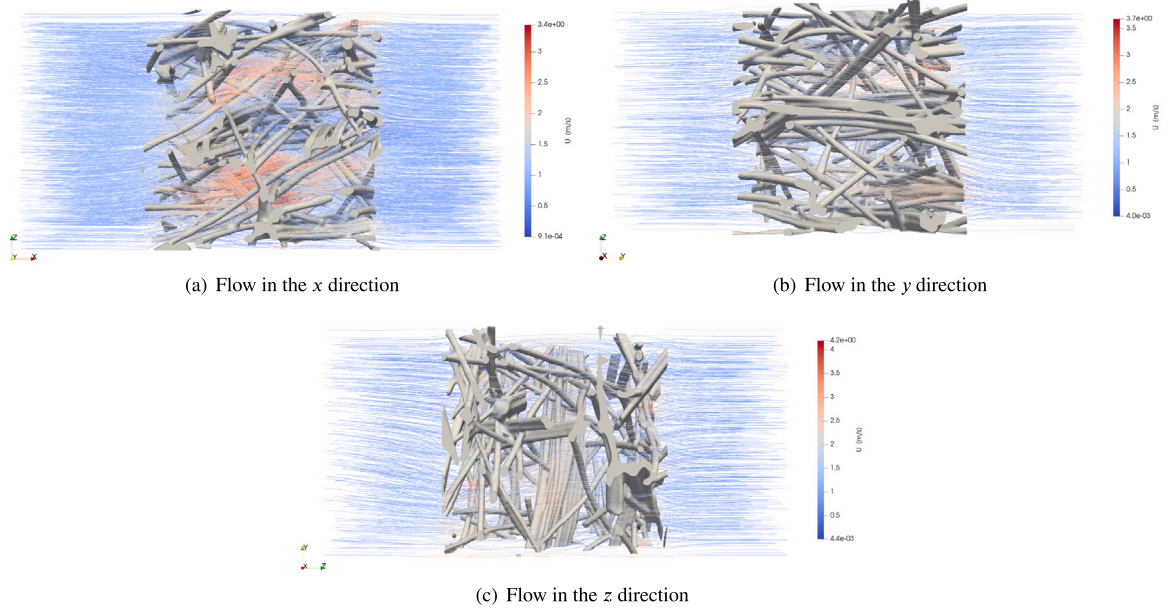 3.4e+00
3
2.5
2
1.5
1
0.5
9.1e-04
U (m/s)
Z
Y
X
(a) Flow in the x direction
3.7e+00
3.5
3
2.5
2
1.5
1
0.5
4.0e-03
U (m/s)
Z
X
Y
(b) Flow in the y direction
4.2e+00
4
3.5
3
2.5
2
1.5
1
0.5
4.4e-03
U (m/s)
Y
X
Z
(c) Flow in the z direction